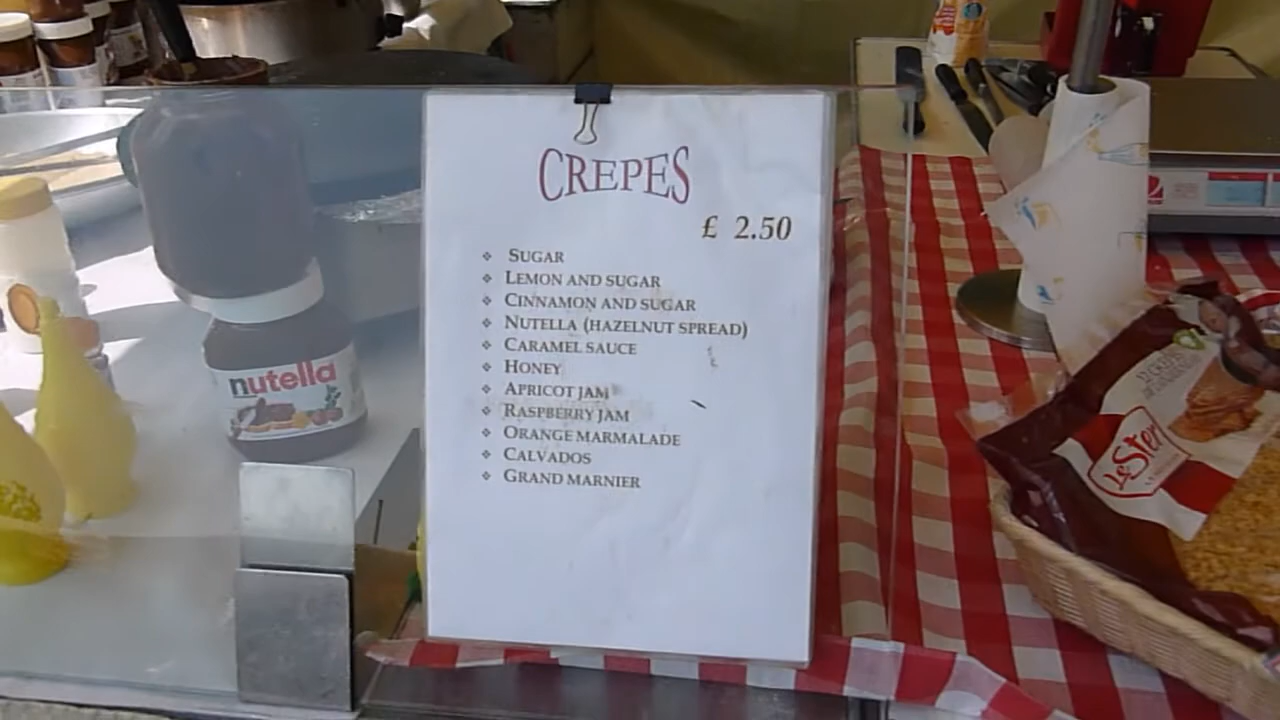 CREPES
£ 2.50
SUGAR
LEMON AND SUGAR
CINNAMON AND SUGAR
NUTELLA (HAZELNUT SPREAD)
CARAMEL SAUCE
HONEY
APRICOT JAM
RASPBERRY JAM
ORANGE MARMALADE
CALVADOS
GRAND MARNIER
nutella
LeSter